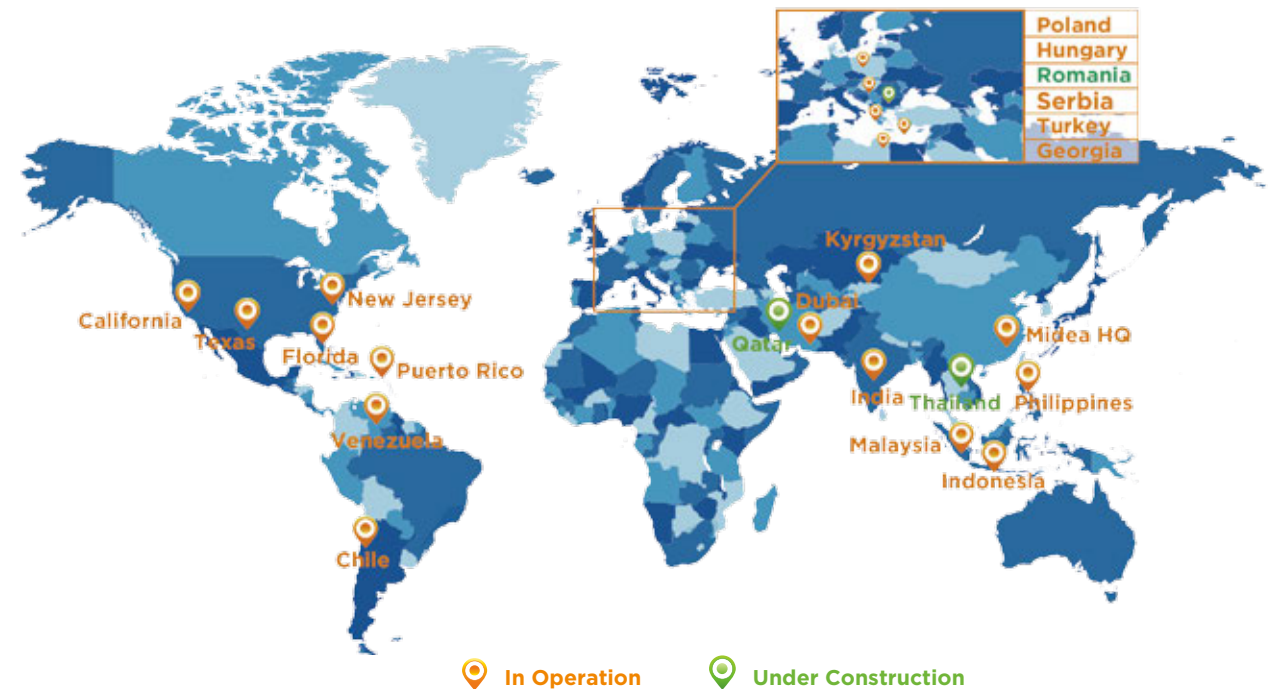 Poland
Hungary
Romania
Serbia
Turkey
Georgia
Kyrgyzstan
New Jersey
Dubai
California
Texas
Midea HQ
Qatar
Florida
Puerto Rico
India
Thailand
Philippines
Venezuela
Malaysia
Indonesia
Chile
In Operation
Under Construction